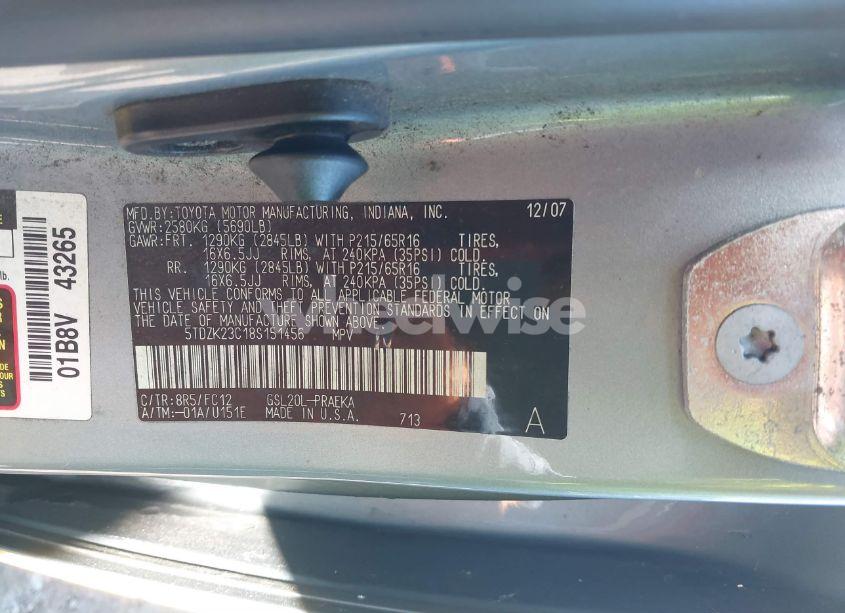 MFD.BY:TOYOTA MOTOR MANUFACTURING, INDIANA, INC. 12/07
GVWR:2580KG (5690LB)
GAWR:FRT. 1290KG (2845LB) WITH P215/65R16 TIRES,
16X6.5JJ RIMS, AT 240KPA (35PSI) COLD.
RR. 1290KG (2845LB) WITH P215/65R16 TIRES,
16X6.5JJ RIMS, AT 240KPA (35PSI) COLD.
THIS VEHICLE CONFORMS TO ALL APPLICABLE FEDERAL MOTOR
VEHICLE SAFETY AND THEFT PREVENTION STANDARDS IN EFFECT ON
THE DATE OF MANUFACTURE SHOWN ABOVE.
5TDZK23C18S151456 MPV
C/TR:8R5/FC12 GSL20L-PRAEKA
A/TM:-01A/U151E MADE IN U.S.A. 713 A
01B8V 43265
lb.
wheelwise